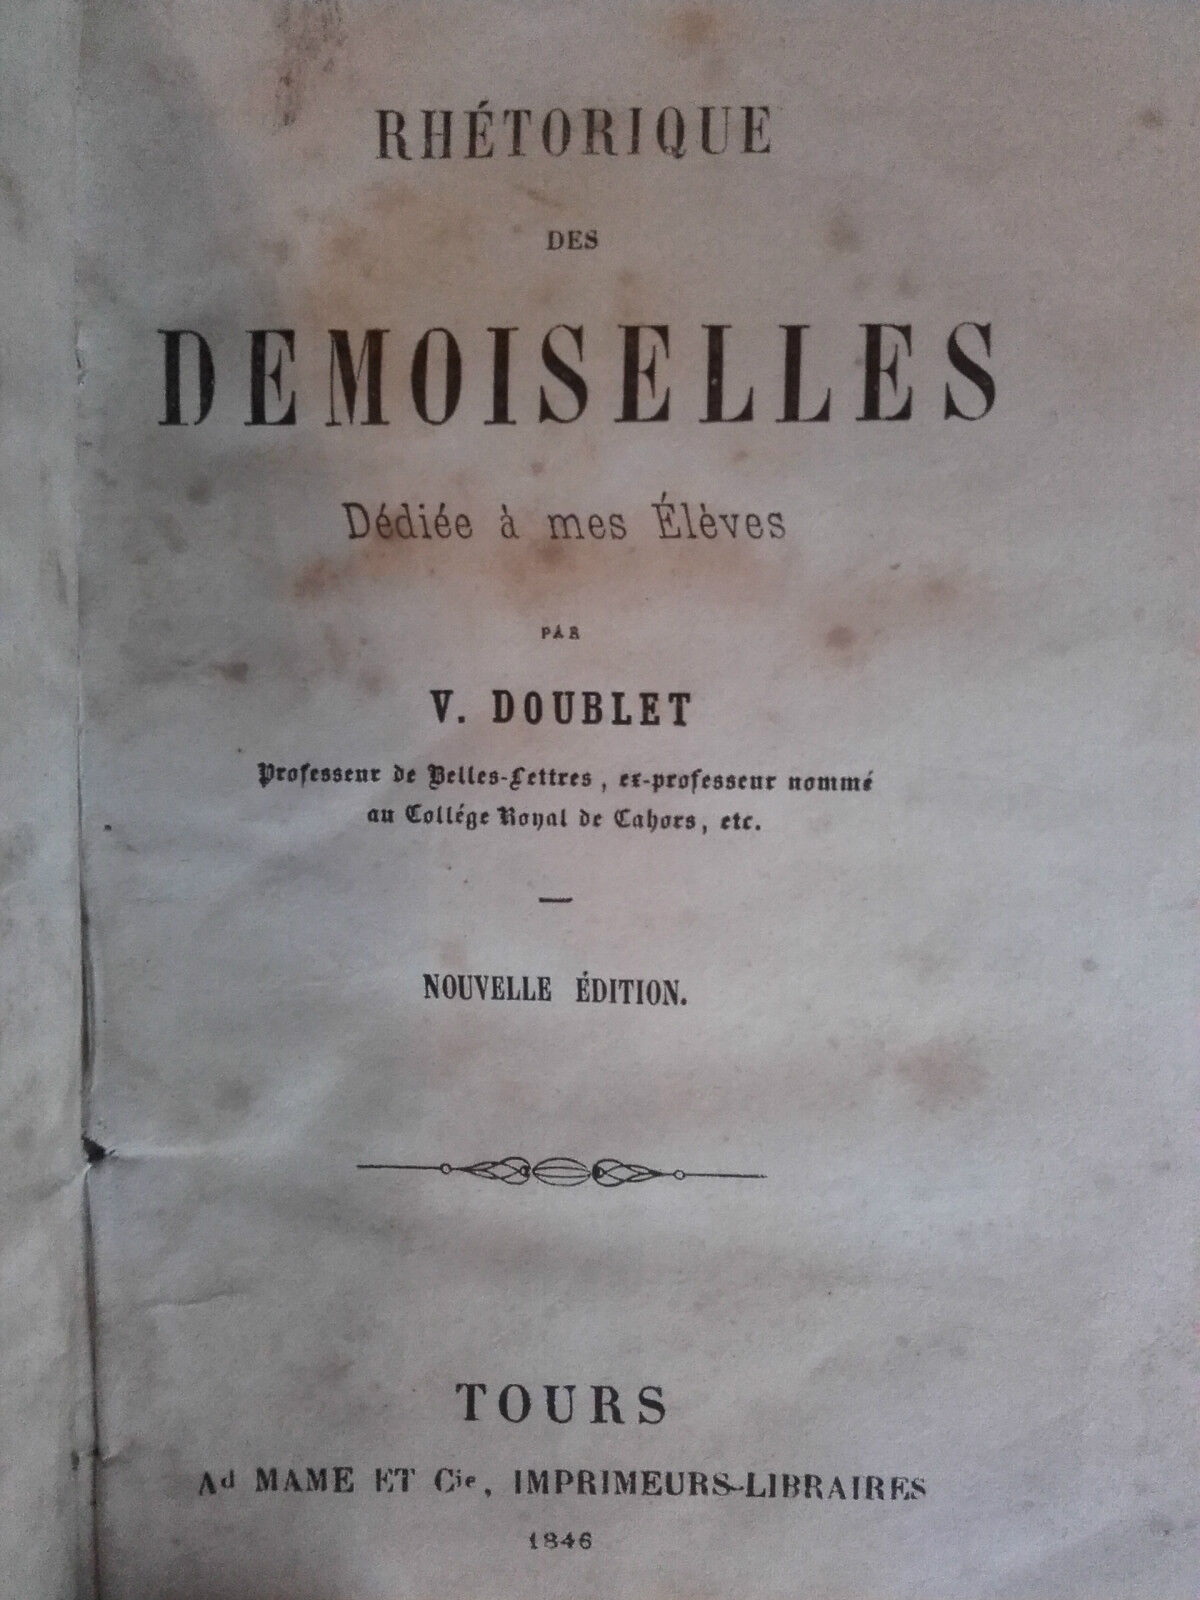 RHÉTORIQUE
DES
DEMOISELLES
Dédiée à mes Élèves
PAR
V. DOUBLET
Professeur de Belles-Lettres, ex-professeur nommé
au Collége Royal de Cahors, etc.
—
NOUVELLE ÉDITION.
TOURS
Ad MAME ET Cie, IMPRIMEURS-LIBRAIRES
1846